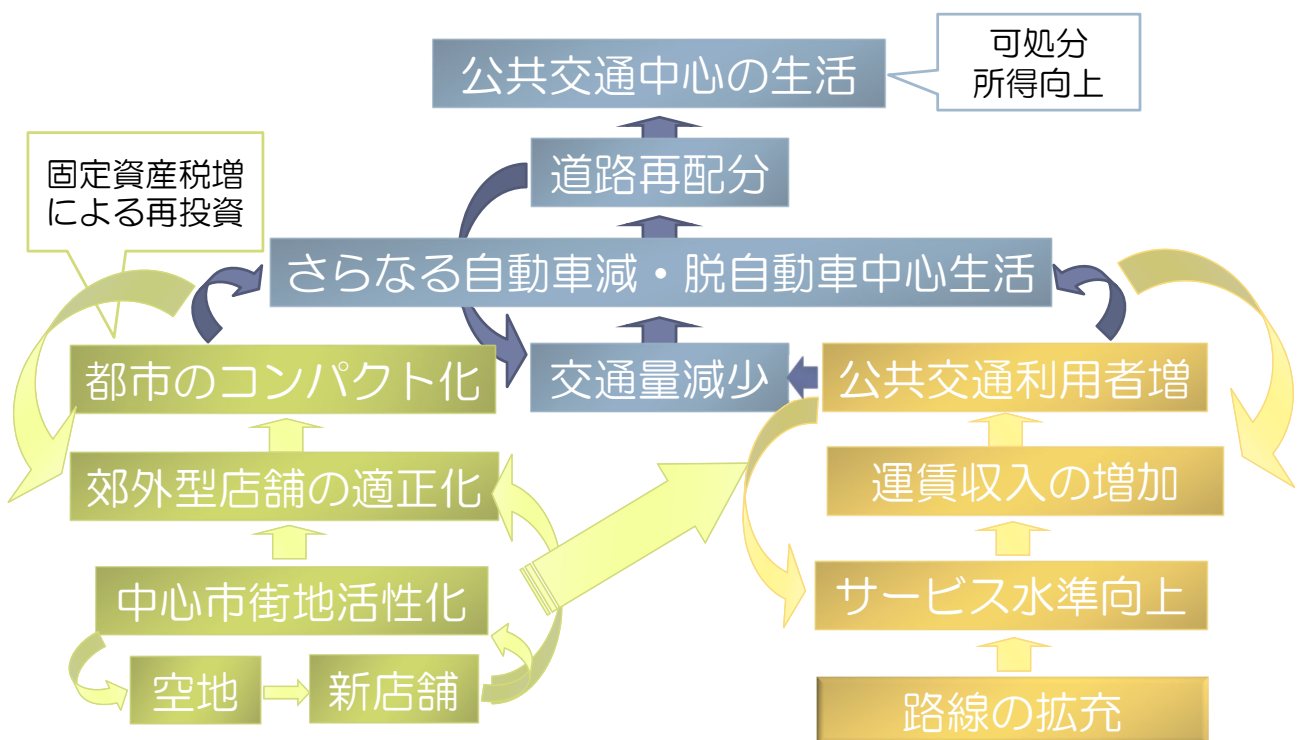 可処分
所得向上
公共交通中心の生活
道路再配分
固定資産税増
による再投資
さらなる自動車減・脱自動車中心生活
都市のコンパクト化
交通量減少
公共交通利用者増
郊外型店舗の適正化
運賃収入の増加
中心市街地活性化
サービス水準向上
空地
新店舗
路線の拡充